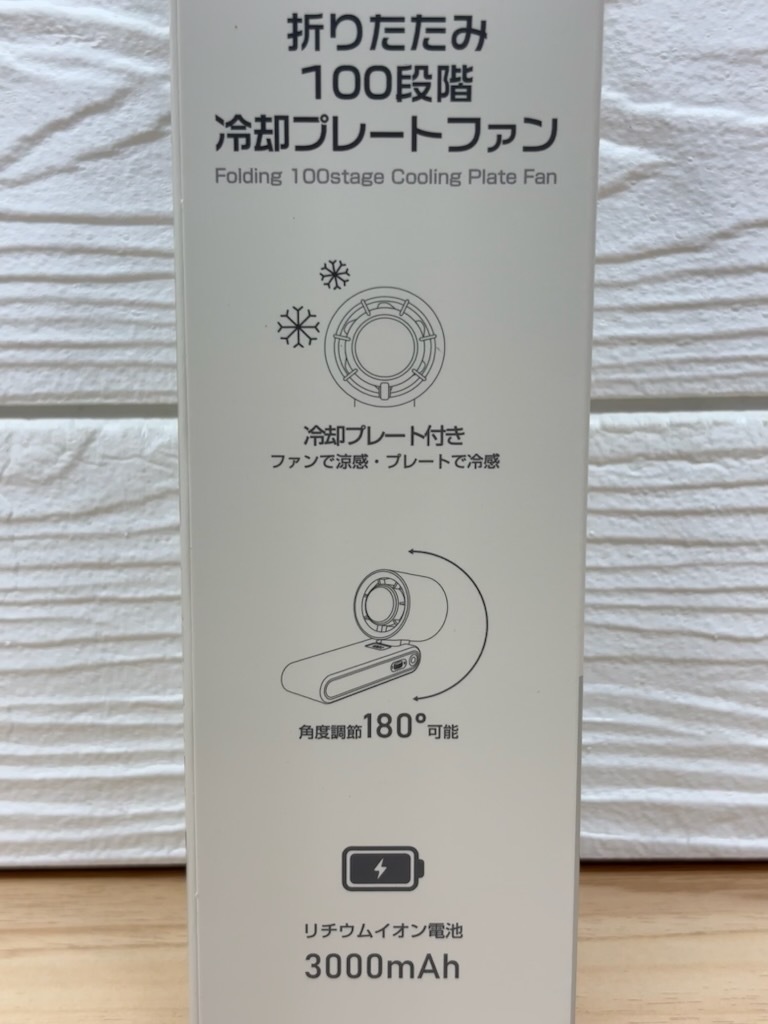 折りたたみ
100段階
冷却プレートファン
Folding 100stage Cooling Plate Fan
冷却プレート付き
ファンで涼感・プレートで冷感
角度調節180°可能
リチウムイオン電池
3000mAh